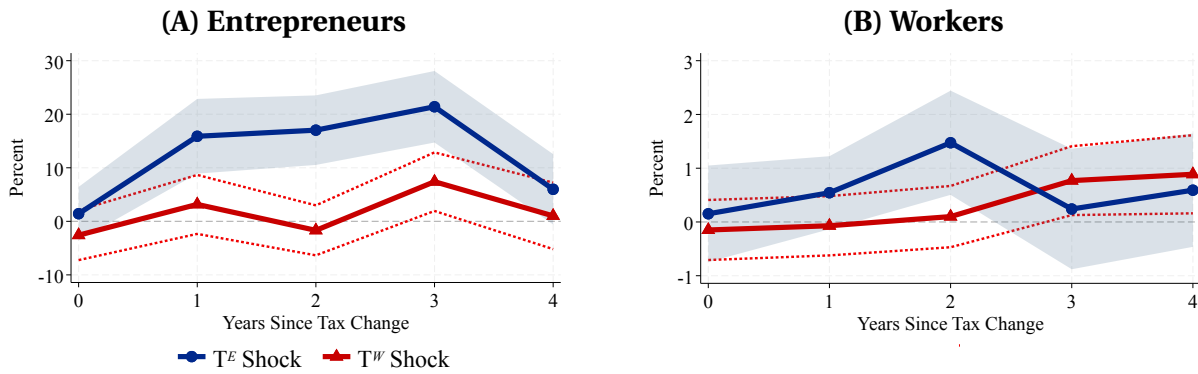 (A) Entrepreneurs
30
20
10
0
-10
Percent
0 1 2 3 4
Years Since Tax Change
T^E Shock T^W Shock
(B) Workers
3
2
1
0
-1
Percent
0 1 2 3 4
Years Since Tax Change